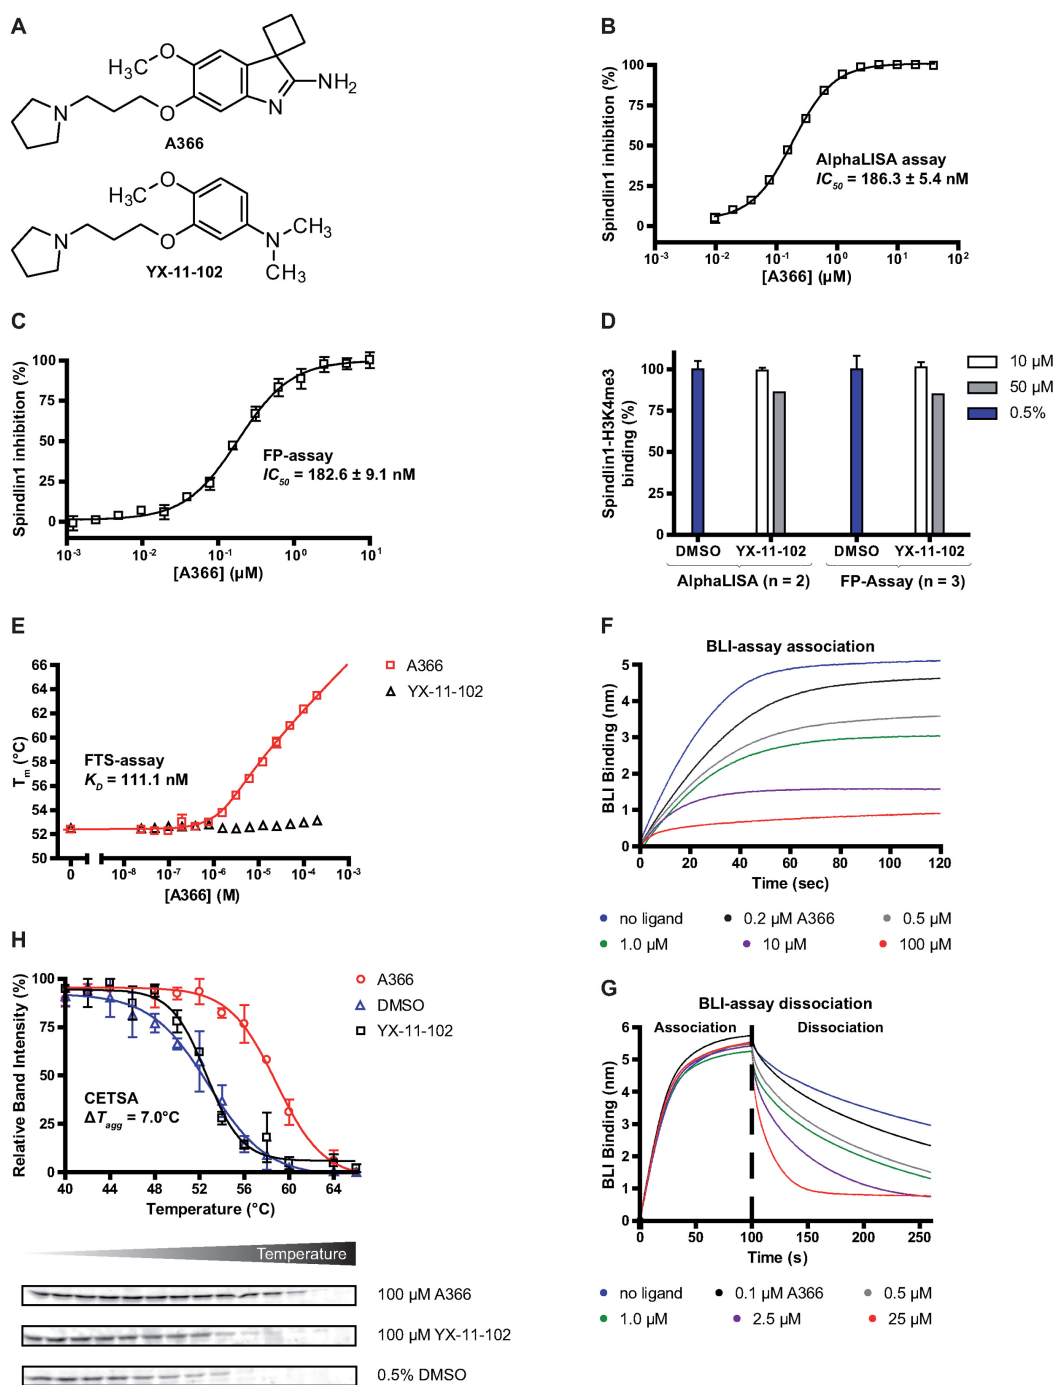 A
H₃C
O
NH₂
N
N
O
A366
H₃C
O
N
O
N
CH₃
CH₃
YX-11-102
B
Spindlin1 inhibition (%)
100
75
50
25
0
AlphaLISA assay
IC₅₀ = 186.3 ± 5.4 nM
10⁻³ 10⁻² 10⁻¹ 10⁰ 10¹ 10²
[A366] (µM)
C
Spindlin1 inhibition (%)
100
75
50
25
0
FP-assay
IC₅₀ = 182.6 ± 9.1 nM
10⁻³ 10⁻² 10⁻¹ 10⁰ 10¹
[A366] (µM)
D
Spindlin1-H3K4me3
binding (%)
100
75
50
25
0
10 µM
50 µM
0.5%
DMSO YX-11-102 DMSO YX-11-102
AlphaLISA (n = 2) FP-Assay (n = 3)
E
Tₘ (°C)
66
64
62
60
58
56
54
52
50
A366
YX-11-102
FTS-assay
K_D = 111.1 nM
0 10⁻⁸ 10⁻⁷ 10⁻⁶ 10⁻⁵ 10⁻⁴ 10⁻³
[A366] (M)
F
BLI-assay association
BLI Binding (nm)
5
4
3
2
1
0
0 20 40 60 80 100 120
Time (sec)
no ligand 0.2 µM A366 0.5 µM
1.0 µM 10 µM 100 µM
H
Relative Band Intensity (%)
100
75
50
25
0
A366
DMSO
YX-11-102
CETSA
ΔT_agg = 7.0°C
40 44 48 52 56 60 64
Temperature (°C)
Temperature
100 µM A366
100 µM YX-11-102
0.5% DMSO
G
BLI-assay dissociation
Association Dissociation
BLI Binding (nM)
6
5
4
3
2
1
0
0 50 100 150 200 250
Time (s)
no ligand 0.1 µM A366 0.5 µM
1.0 µM 2.5 µM 25 µM